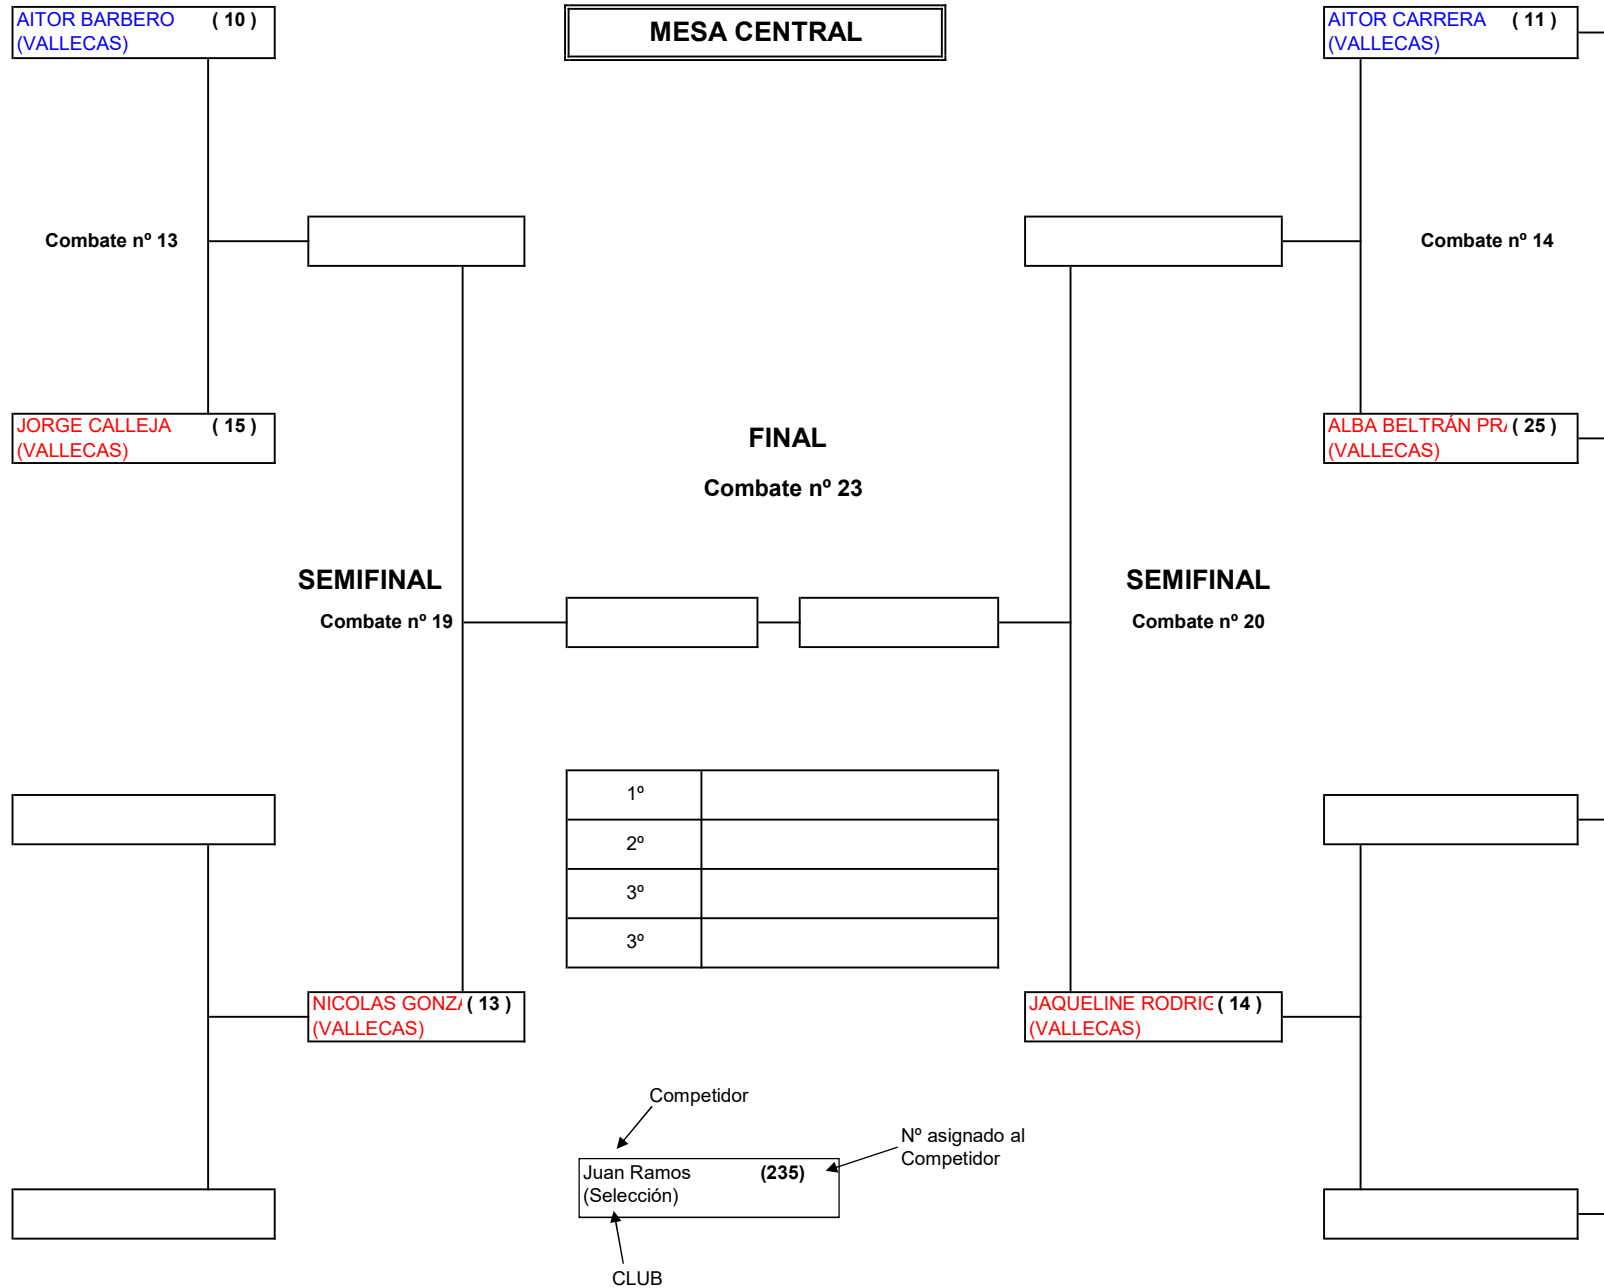 AITOR BARBERO ( 10 )
(VALLECAS)
MESA CENTRAL
AITOR CARRERA ( 11 )
(VALLECAS)
Combate nº 13
Combate nº 14
JORGE CALLEJA ( 15 )
(VALLECAS)
ALBA BELTRÁN PR ( 25 )
(VALLECAS)
FINAL
Combate nº 23
SEMIFINAL
Combate nº 19
SEMIFINAL
Combate nº 20
1º
2º
3º
3º
NICOLAS GONZ ( 13 )
(VALLECAS)
JAQUELINE RODRIG ( 14 )
(VALLECAS)
Competidor
Nº asignado al
Competidor
Juan Ramos (235)
(Selección)
CLUB